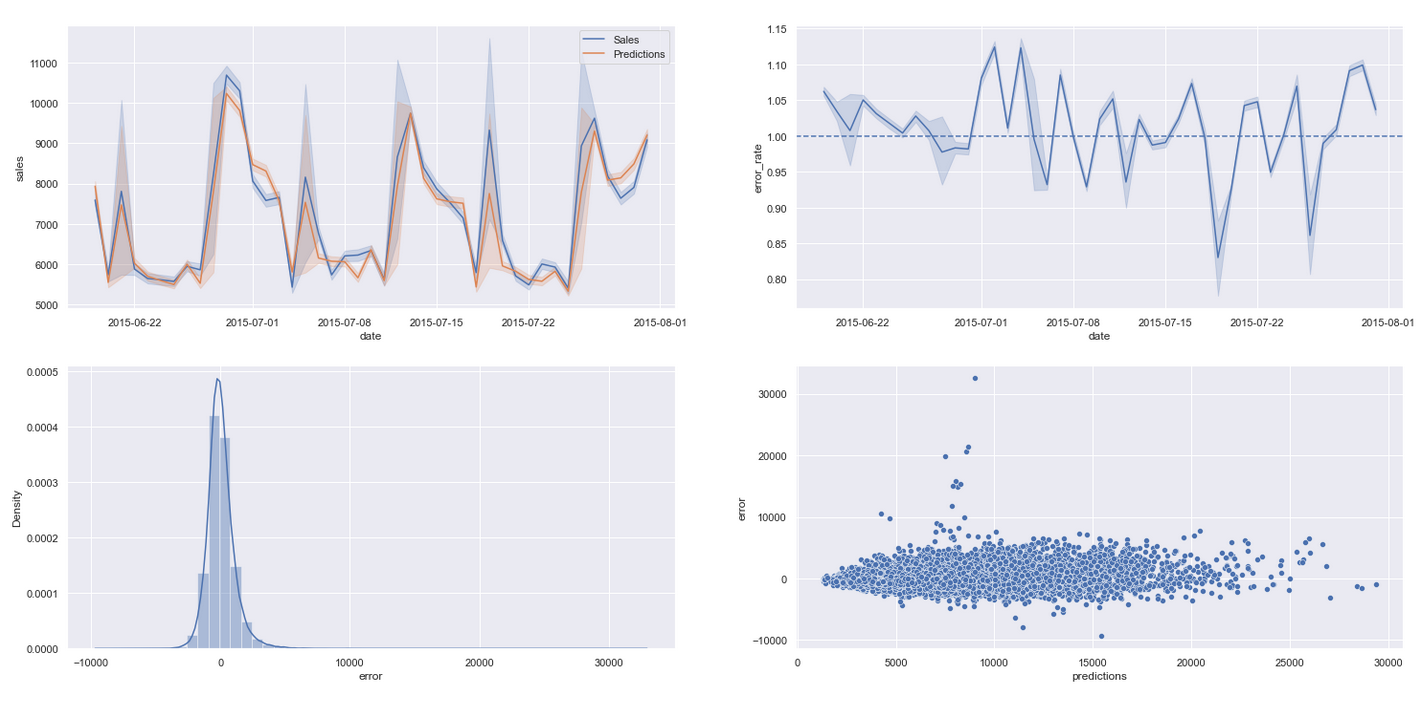 Sales
Predictions
11000
10000
9000
8000
7000
6000
5000
sales
2015-06-22 2015-07-01 2015-07-08 2015-07-15 2015-07-22 2015-08-01
date
1.15
1.10
1.05
1.00
0.95
0.90
0.85
0.80
error_rate
2015-06-22 2015-07-01 2015-07-08 2015-07-15 2015-07-22 2015-08-01
date
0.0005
0.0004
0.0003
0.0002
0.0001
0.0000
Density
−10000 0 10000 20000 30000
error
30000
20000
10000
0
−10000
error
0 5000 10000 15000 20000 25000 30000
predictions